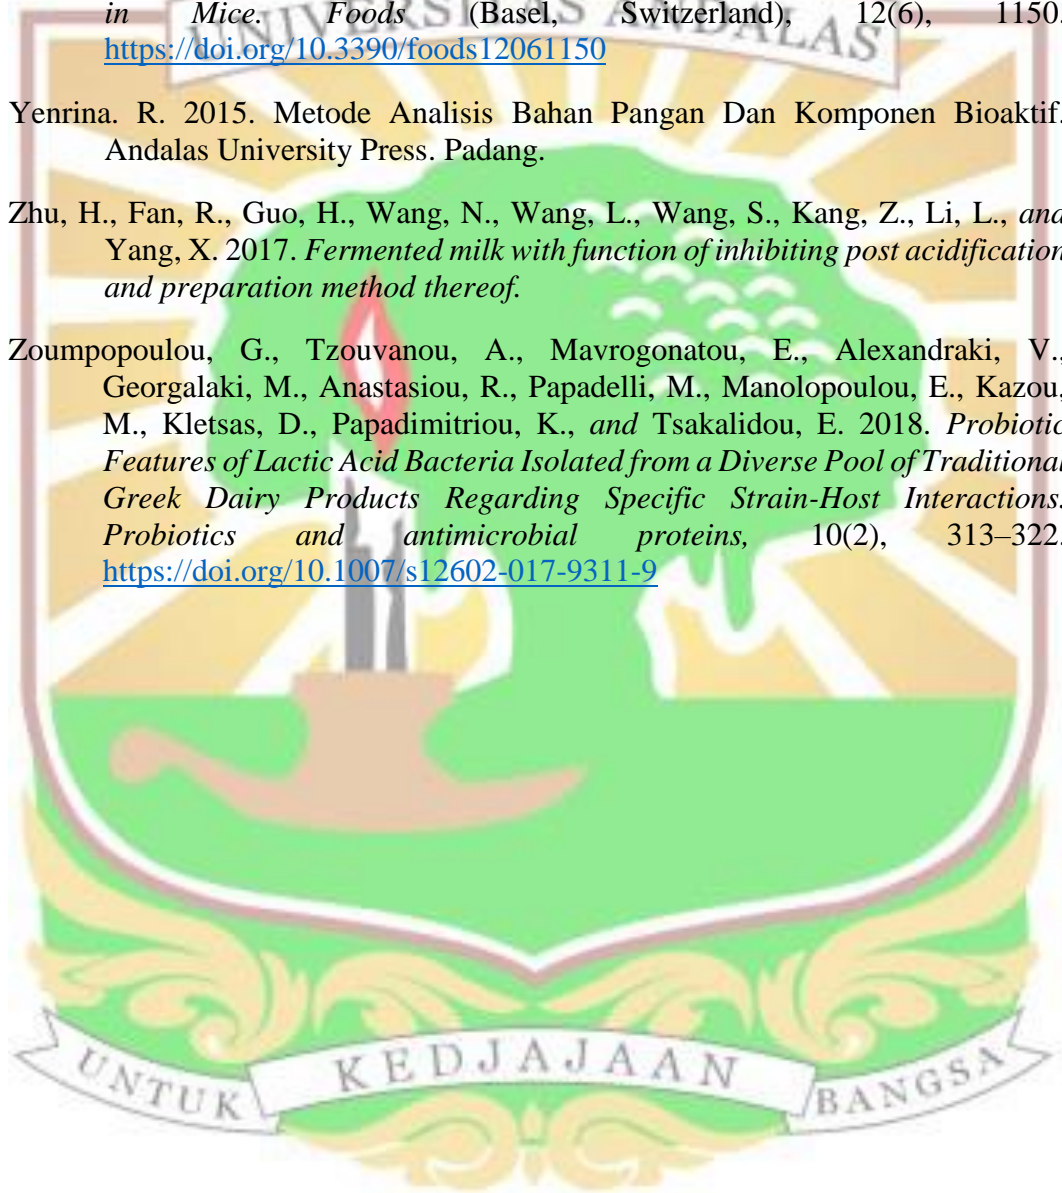 in Mice. Foods (Basel, Switzerland), 12(6), 1150.
UNIVERSITAS ANDALAS
https://doi.org/10.3390/foods12061150
Yenrina. R. 2015. Metode Analisis Bahan Pangan Dan Komponen Bioaktif.
Andalas University Press. Padang.
Zhu, H., Fan, R., Guo, H., Wang, N., Wang, L., Wang, S., Kang, Z., Li, L., and
Yang, X. 2017. Fermented milk with function of inhibiting post acidification
and preparation method thereof.
Zoumpopoulou, G., Tzouvanou, A., Mavrogonatou, E., Alexandraki, V.,
Georgalaki, M., Anastasiou, R., Papadelli, M., Manolopoulou, E., Kazou,
M., Kletsas, D., Papadimitriou, K., and Tsakalidou, E. 2018. Probiotic
Features of Lactic Acid Bacteria Isolated from a Diverse Pool of Traditional
Greek Dairy Products Regarding Specific Strain-Host Interactions.
Probiotics and antimicrobial proteins, 10(2), 313–322.
https://doi.org/10.1007/s12602-017-9311-9
UNTUK KEDJAJAAN BANGSA